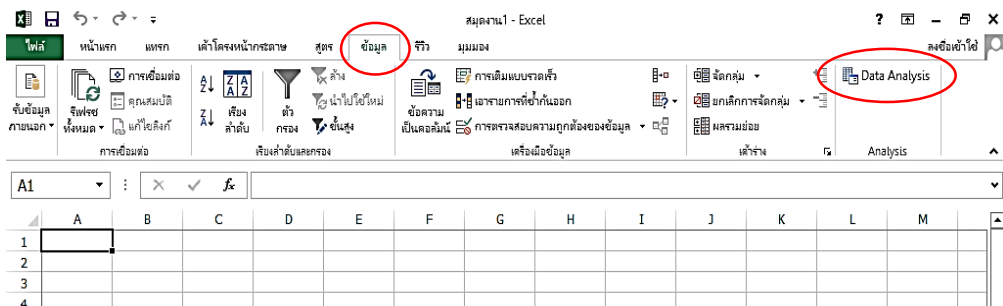 สมุดงาน1 - Excel
ไฟล์ หน้าแรก แทรก เค้าโครงหน้ากระดาษ สูตร ข้อมูล รีวิว มุมมอง ลงชื่อเข้าใช้
รับข้อมูล
ภายนอก
รีเฟรช
ทั้งหมด
การเชื่อมต่อ
คุณสมบัติ
แก้ไขลิงก์
การเชื่อมต่อ
เรียง
ลำดับ
ตัว
กรอง
ล้าง
นำไปใช้ใหม่
ขั้นสูง
เรียงลำดับและกรอง
ข้อความ
เป็นคอลัมน์
การเติมแบบรวดเร็ว
เอารายการที่ซ้ำกันออก
การตรวจสอบความถูกต้องของข้อมูล
เครื่องมือข้อมูล
จัดกลุ่ม
ยกเลิกการจัดกลุ่ม
ผลรวมย่อย
เค้าร่าง
Data Analysis
Analysis
A1 fx
A B C D E F G H I J K L M
1
2
3
4